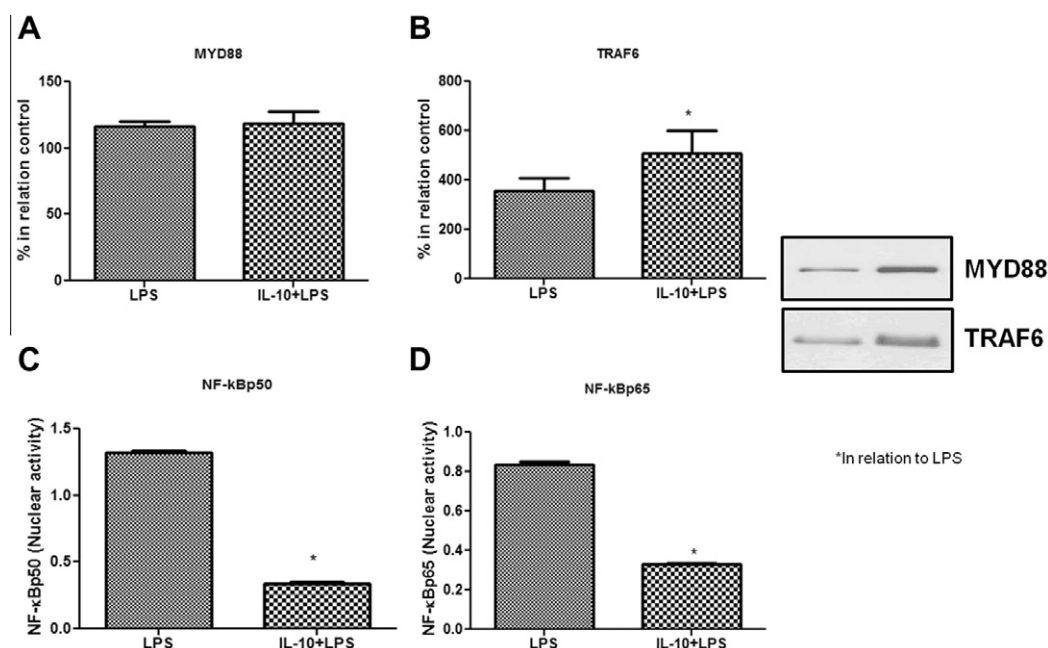 A
MYD88
% in relation control
150
100
50
0
LPS
IL-10+LPS
B
TRAF6
% in relation control
800
600
400
200
0
*
LPS
IL-10+LPS
MYD88
TRAF6
C
NF-kBp50
NF-κBp50 (Nuclear activity)
1.5
1.0
0.5
0.0
*
LPS
IL-10+LPS
D
NF-kBp65
NF-κBp65 (Nuclear activity)
1.0
0.8
0.6
0.4
0.2
0.0
*
LPS
IL-10+LPS
*In relation to LPS